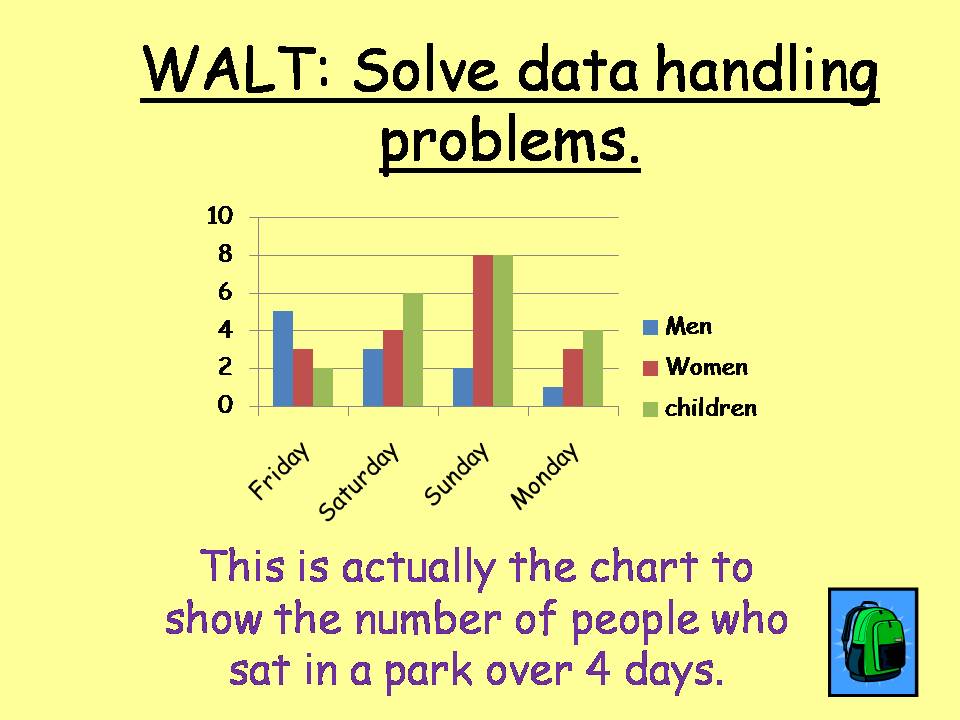 WALT: Solve data handling
problems.
10
8
6
4
2
0
Men
Women
children
Friday
Saturday
Sunday
Monday
This is actually the chart to
show the number of people who
sat in a park over 4 days.